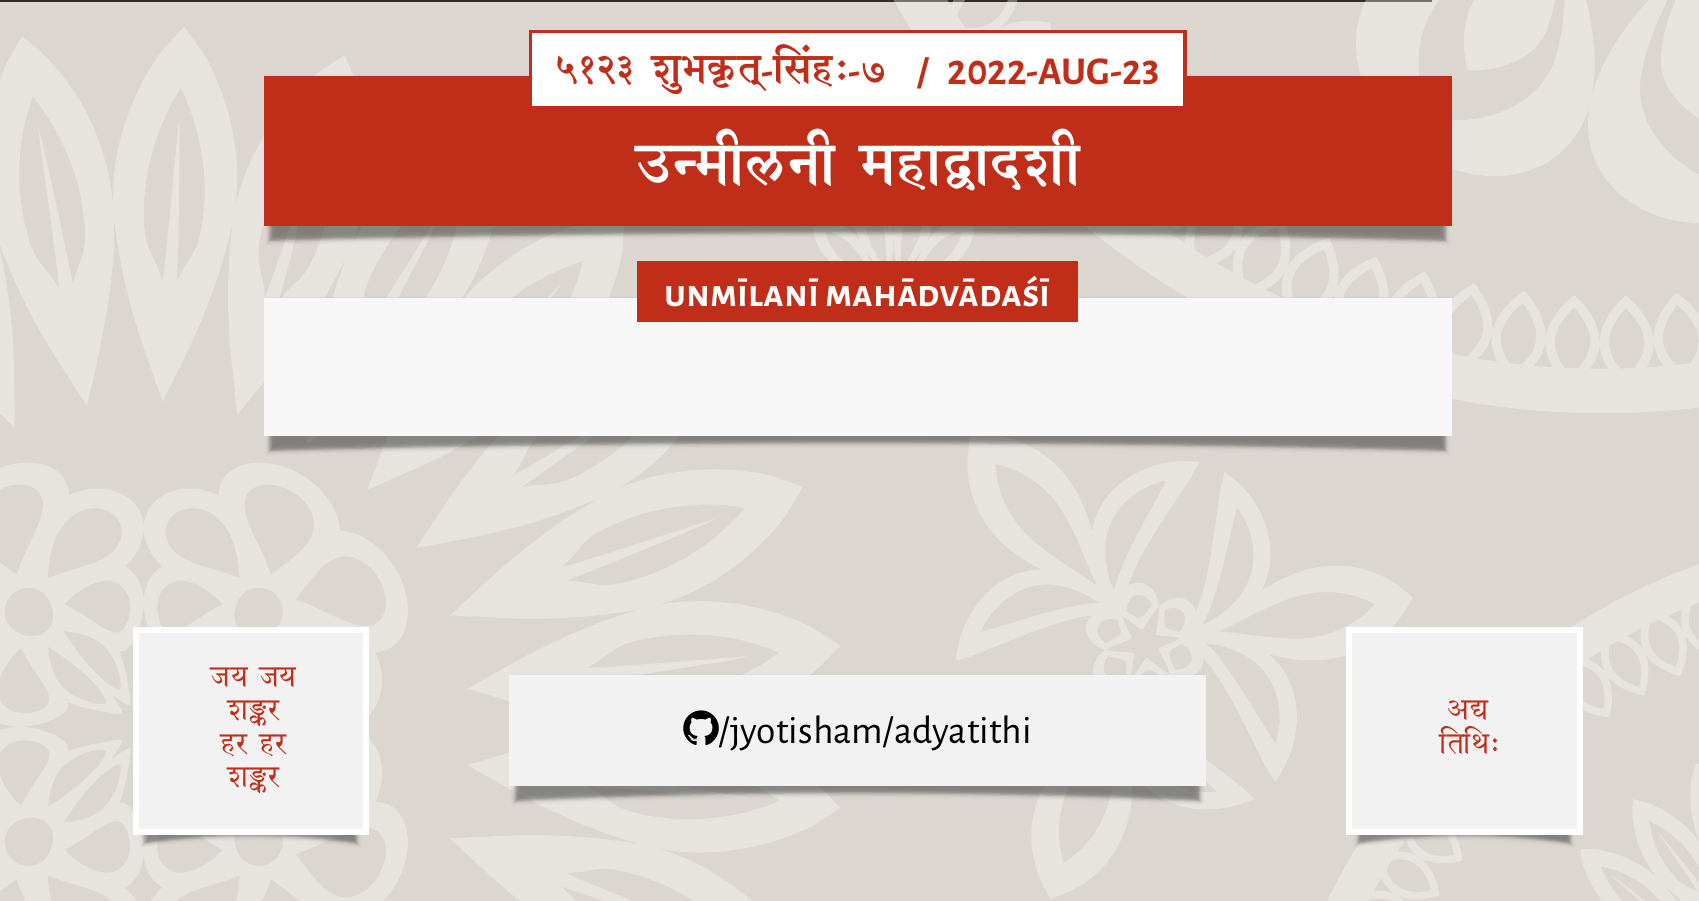 ५१२३ शुभकृत्-सिंहः-७ / 2022-AUG-23
उन्मीलनी महाद्वादशी
UNMĪLANĪ MAHĀDVĀDAŚĪ
जय जय
शङ्कर
हर हर
शङ्कर
/jyotisham/adyatithi
अद्य
तिथिः